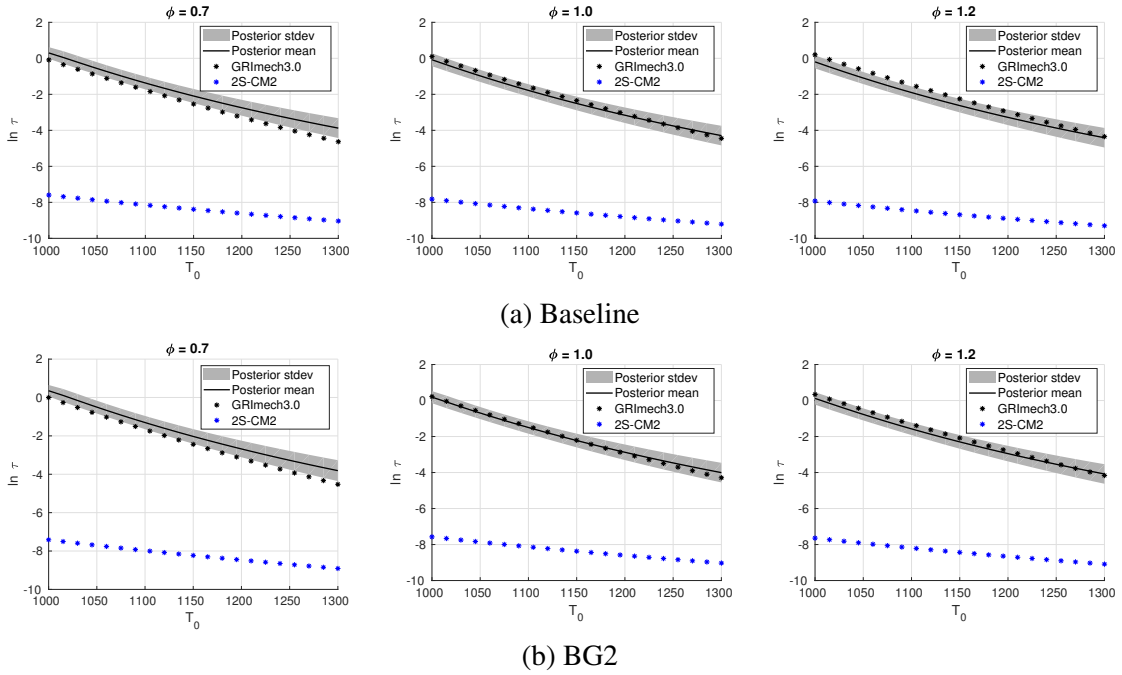 ϕ = 0.7
2
0
-2
-4
-6
-8
-10
ln τ
1000 1050 1100 1150 1200 1250 1300
T0
Posterior stdev
Posterior mean
GRImech3.0
2S-CM2
ϕ = 1.0
2
0
-2
-4
-6
-8
-10
ln τ
1000 1050 1100 1150 1200 1250 1300
T0
Posterior stdev
Posterior mean
GRImech3.0
2S-CM2
ϕ = 1.2
2
0
-2
-4
-6
-8
-10
ln τ
1000 1050 1100 1150 1200 1250 1300
T0
Posterior stdev
Posterior mean
GRImech3.0
2S-CM2
(a) Baseline
ϕ = 0.7
2
0
-2
-4
-6
-8
-10
ln τ
1000 1050 1100 1150 1200 1250 1300
T0
Posterior stdev
Posterior mean
GRImech3.0
2S-CM2
ϕ = 1.0
2
0
-2
-4
-6
-8
-10
ln τ
1000 1050 1100 1150 1200 1250 1300
T0
Posterior stdev
Posterior mean
GRImech3.0
2S-CM2
ϕ = 1.2
2
0
-2
-4
-6
-8
-10
ln τ
1000 1050 1100 1150 1200 1250 1300
T0
Posterior stdev
Posterior mean
GRImech3.0
2S-CM2
(b) BG2